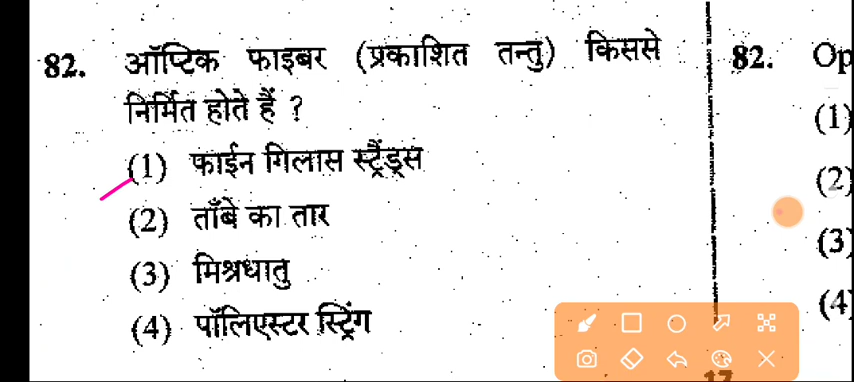 82. ऑप्टिक फाइबर (प्रकाशित तन्तु) किससे
निर्मित होते हैं ?
(1) फाईन गिलास स्ट्रैंड्स
(2) ताँबे का तार
(3) मिश्रधातु
(4) पॉलिएस्टर स्ट्रिंग
82. Op
(1)
(2)
(3)
(4)
17